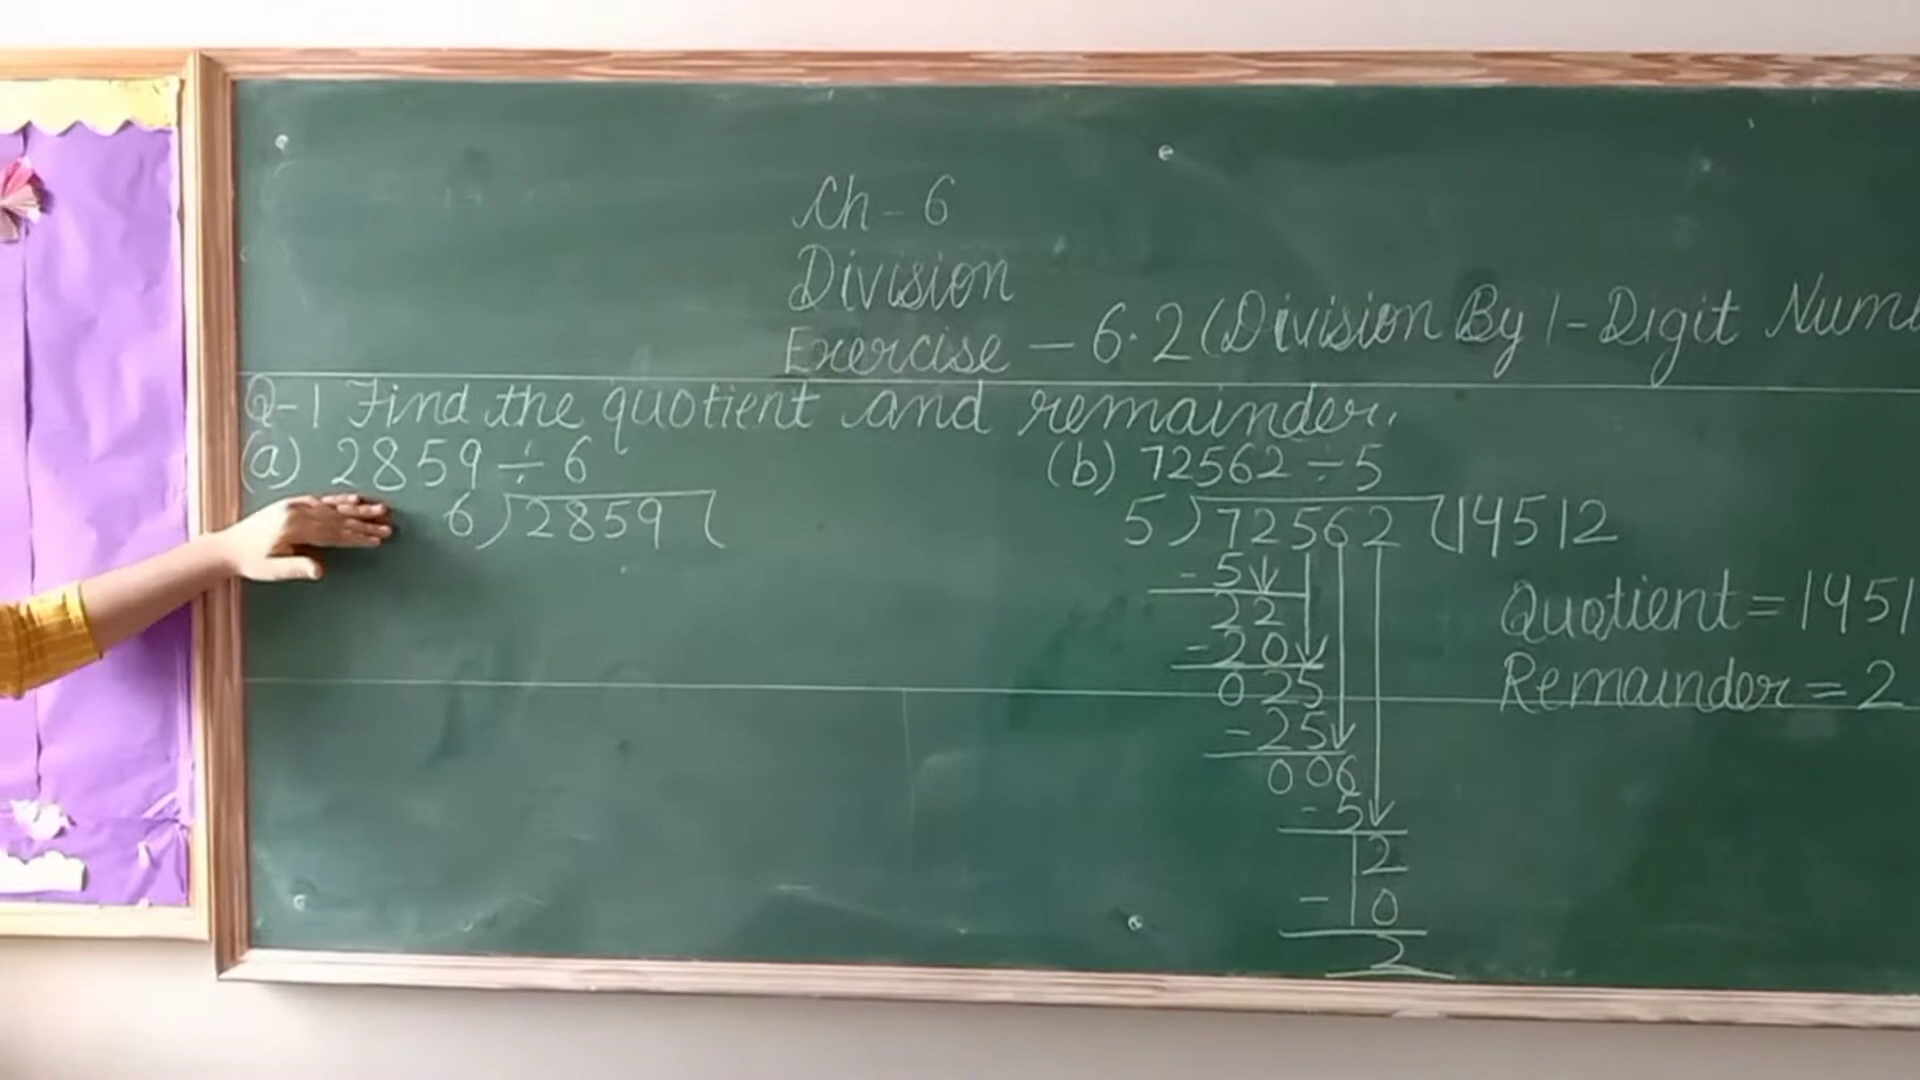 Ch - 6
Division
Exercise - 6.2 (Division By 1-Digit Num
Q-1 Find the quotient and remainder.
(a) 2859 ÷ 6
6) 2859 (
(b) 72562 ÷ 5
5) 72562 (14512
- 5
22
- 20
025
- 25
006
- 5
12
- 10
2
Quotient = 1451
Remainder = 2